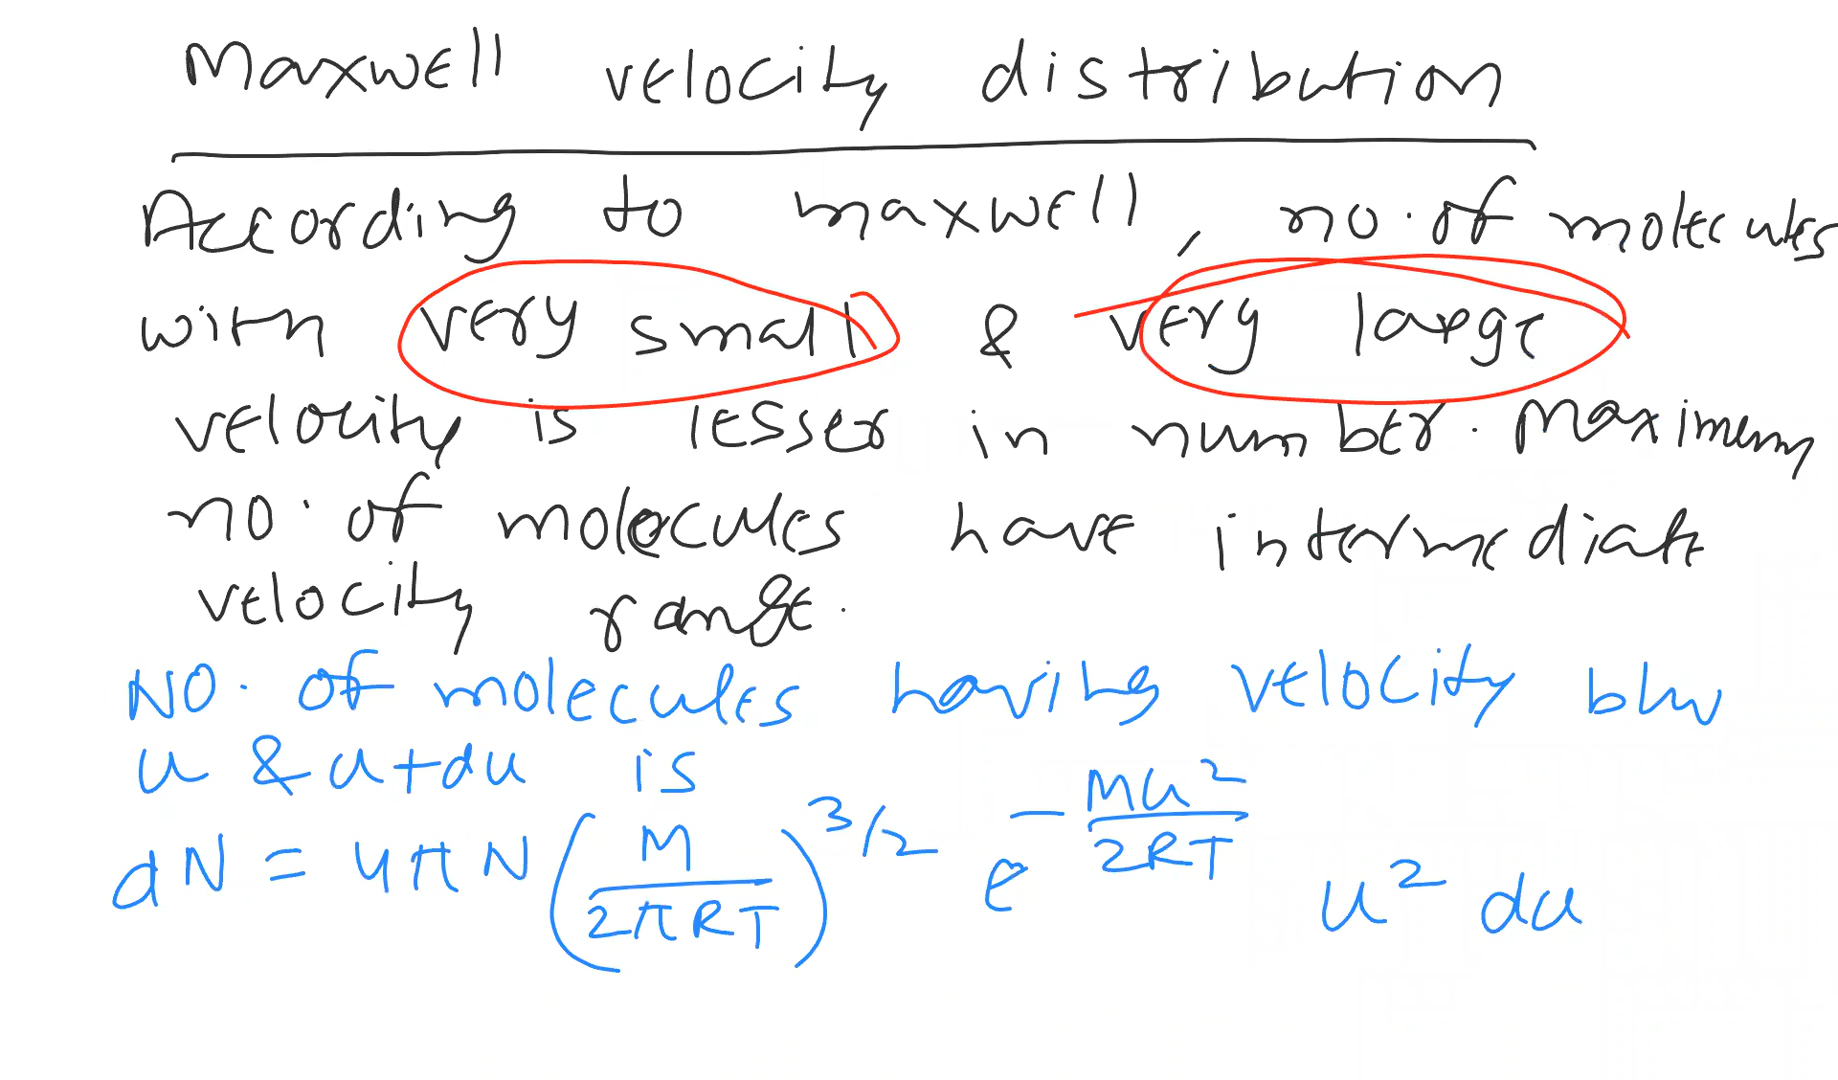 Maxwell velocity distribution
According to maxwell, no. of molecules
with very small & very large
velocity is lesser in number. Maximum
no. of molecules have intermediate
velocity range.
NO. of molecules having velocity b/w
u & u+du is
dN = 4πN (M/2πRT)^3/2 e^-Mu²/2RT u² du